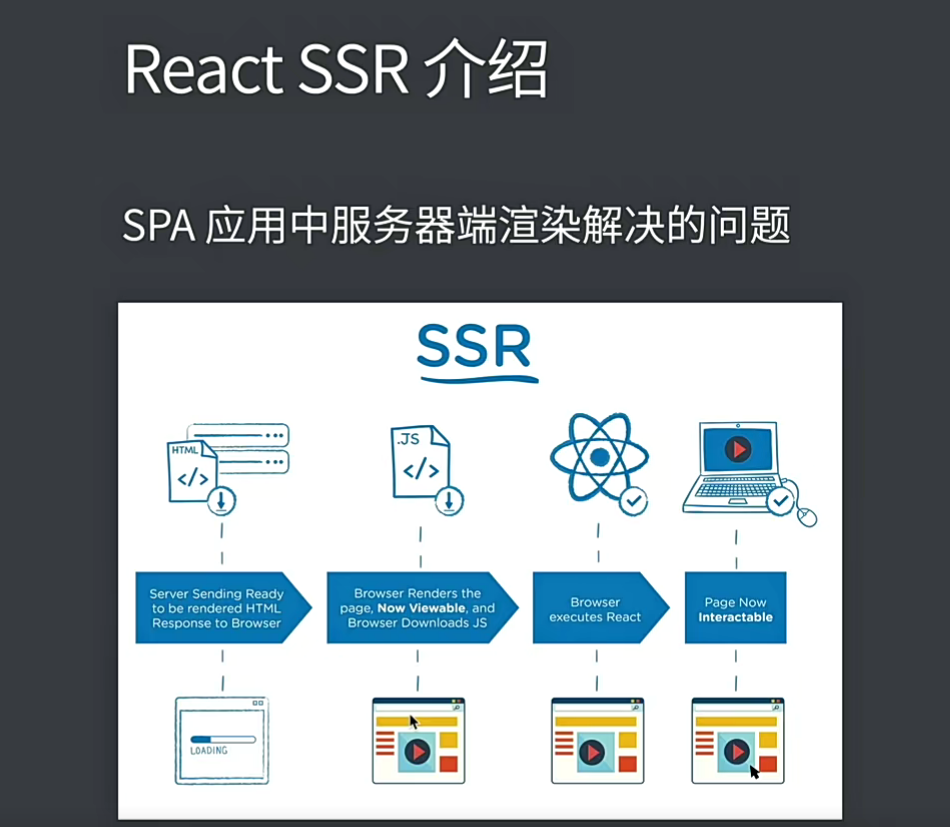 React SSR 介绍
SPA 应用中服务器端渲染解决的问题
SSR
HTML
</>
.JS
</>
Server Sending Ready
to be rendered HTML
Response to Browser
Browser Renders the
page, Now Viewable, and
Browser Downloads JS
Browser
executes React
Page Now
Interactable
LOADING